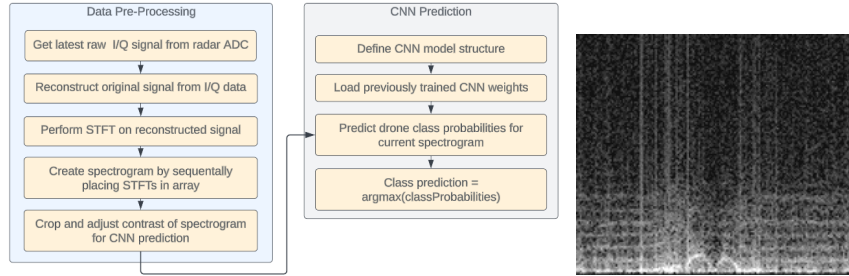 Data Pre-Processing
Get latest raw I/Q signal from radar ADC
Reconstruct original signal from I/Q data
Perform STFT on reconstructed signal
Create spectrogram by sequentally
placing STFTs in array
Crop and adjust contrast of spectrogram
for CNN prediction
CNN Prediction
Define CNN model structure
Load previously trained CNN weights
Predict drone class probabilities for
current spectrogram
Class prediction =
argmax(classProbabilities)